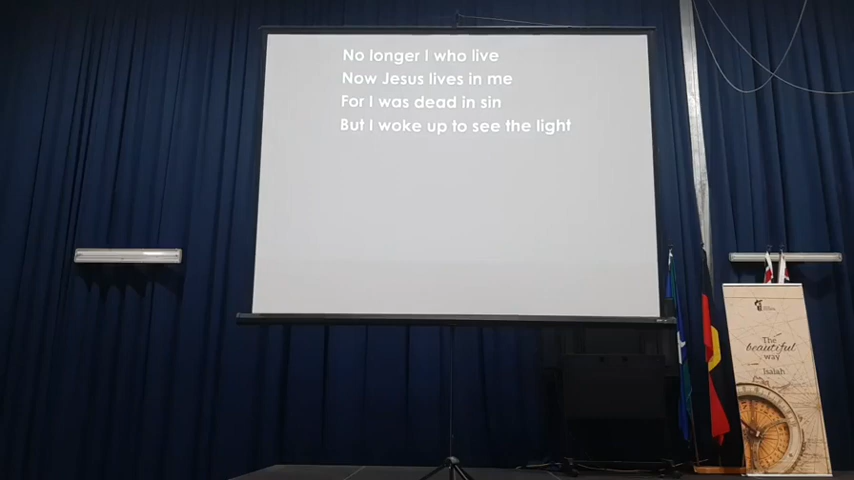 No longer I who live
Now Jesus lives in me
For I was dead in sin
But I woke up to see the light
The
beautiful
way
Isaiah